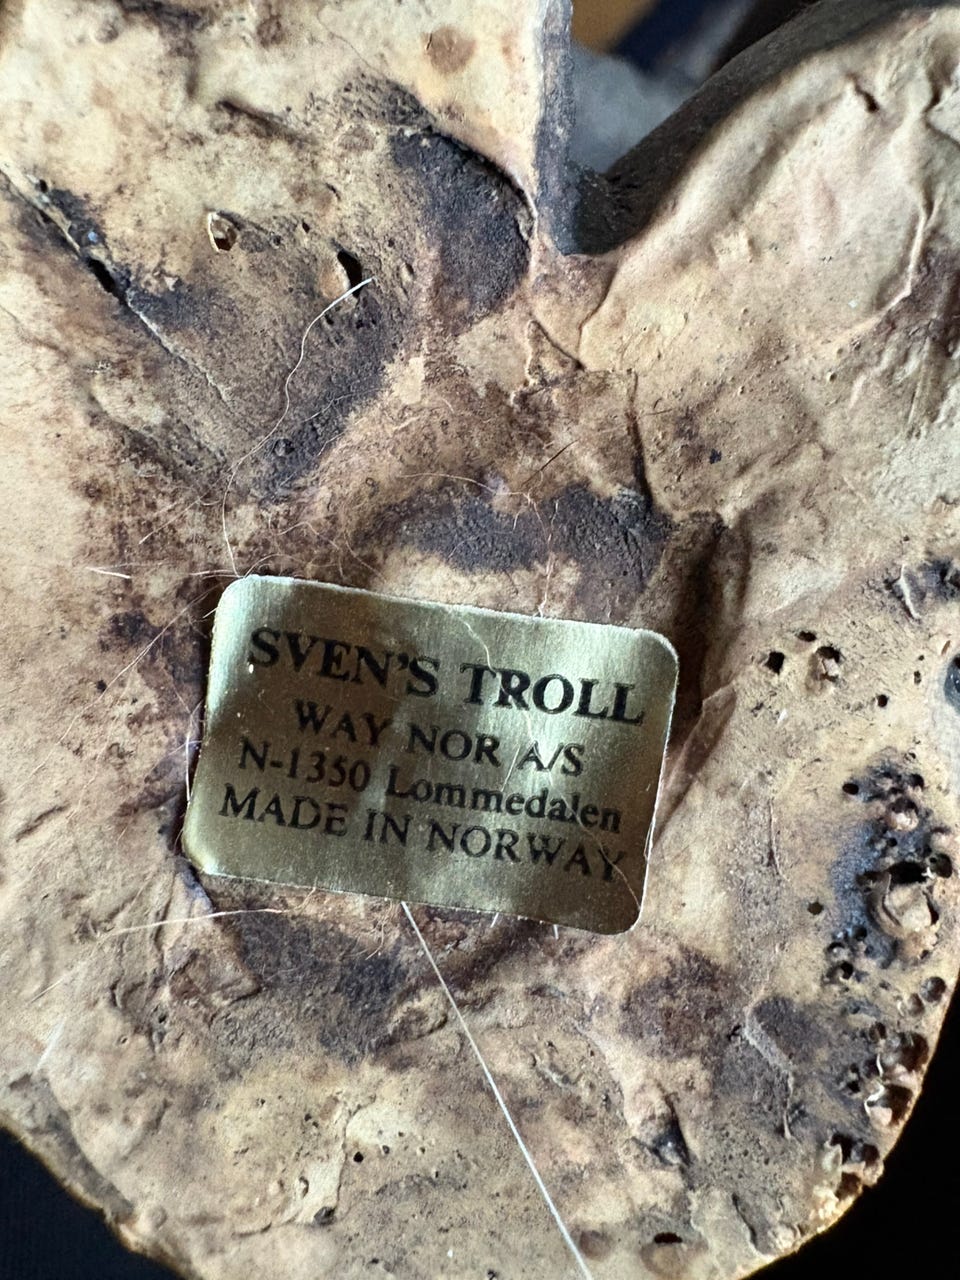 SVEN'S TROLL
WAY NOR A/S
N-1350 Lommedalen
MADE IN NORWAY